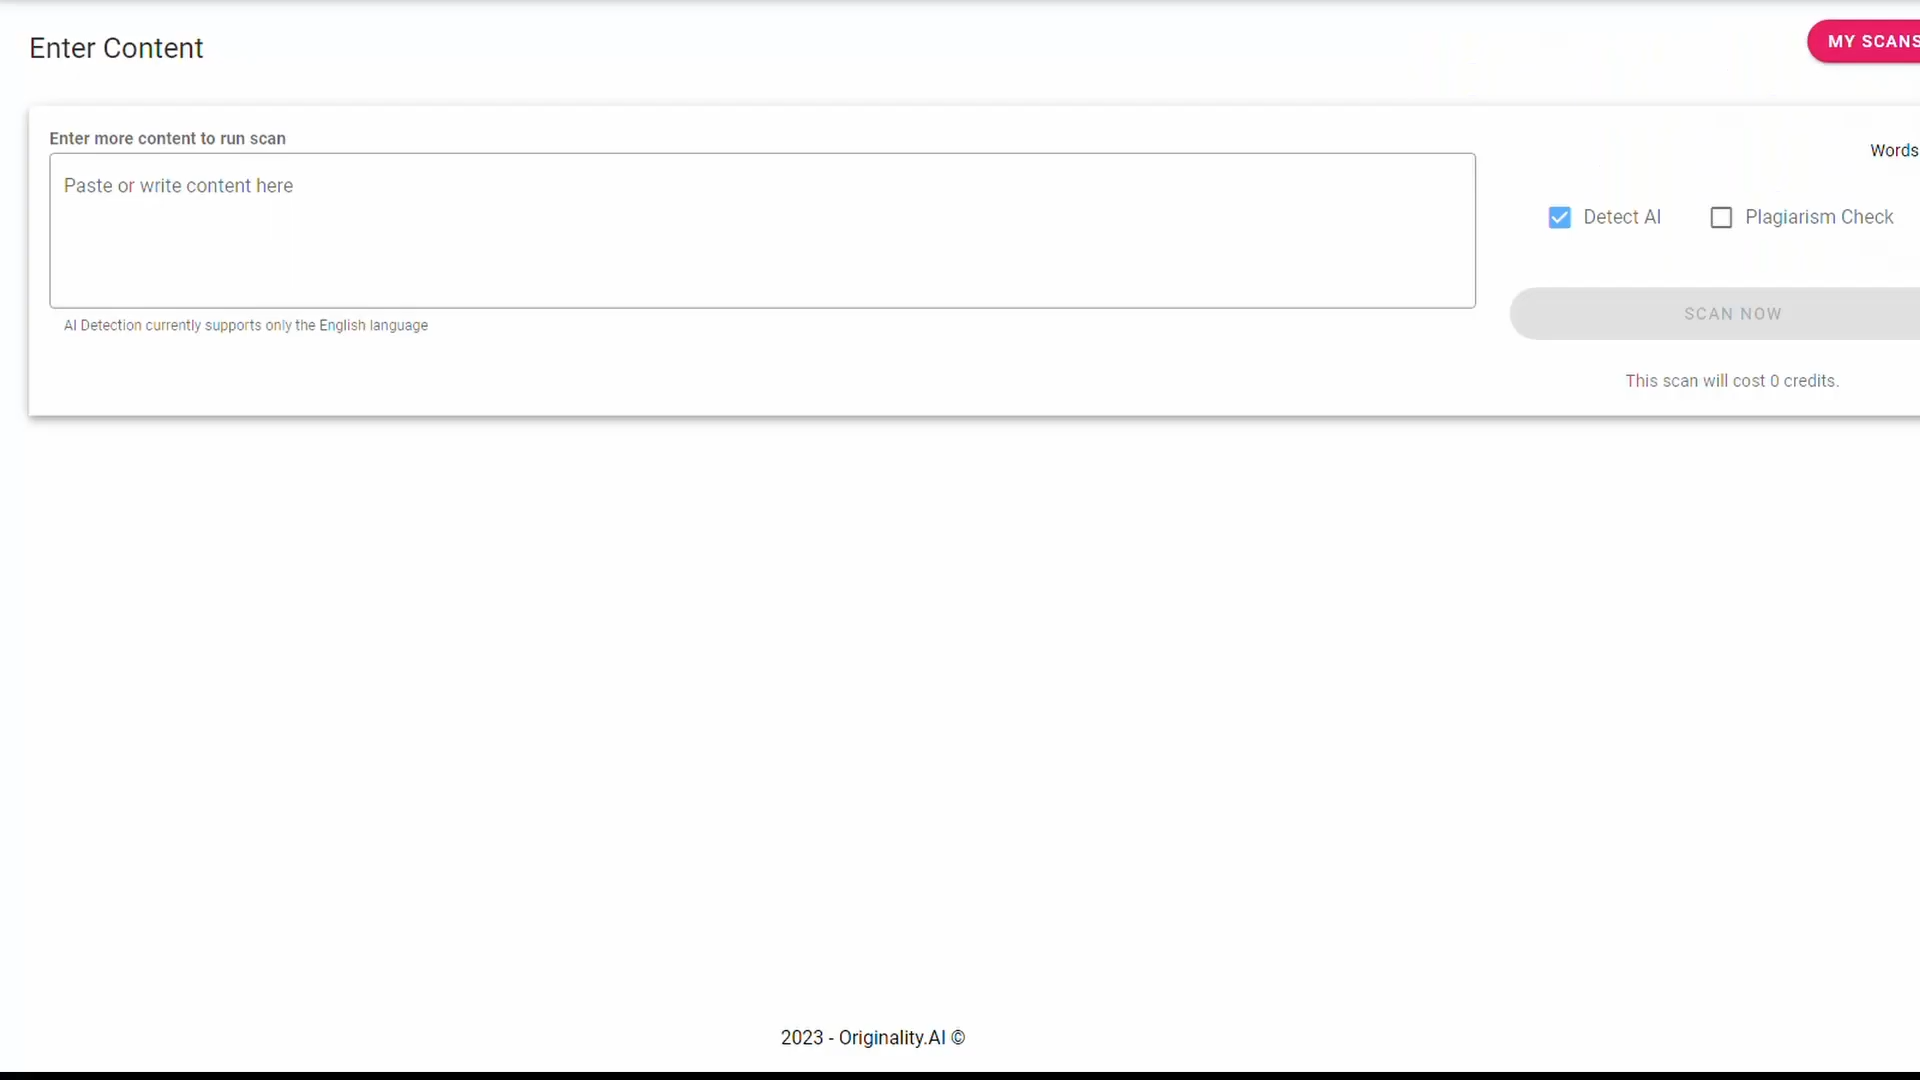 Enter Content
MY SCANS
Enter more content to run scan
Words
Paste or write content here
Detect AI
Plagiarism Check
SCAN NOW
AI Detection currently supports only the English language
This scan will cost 0 credits.
2023 - Originality.AI ©